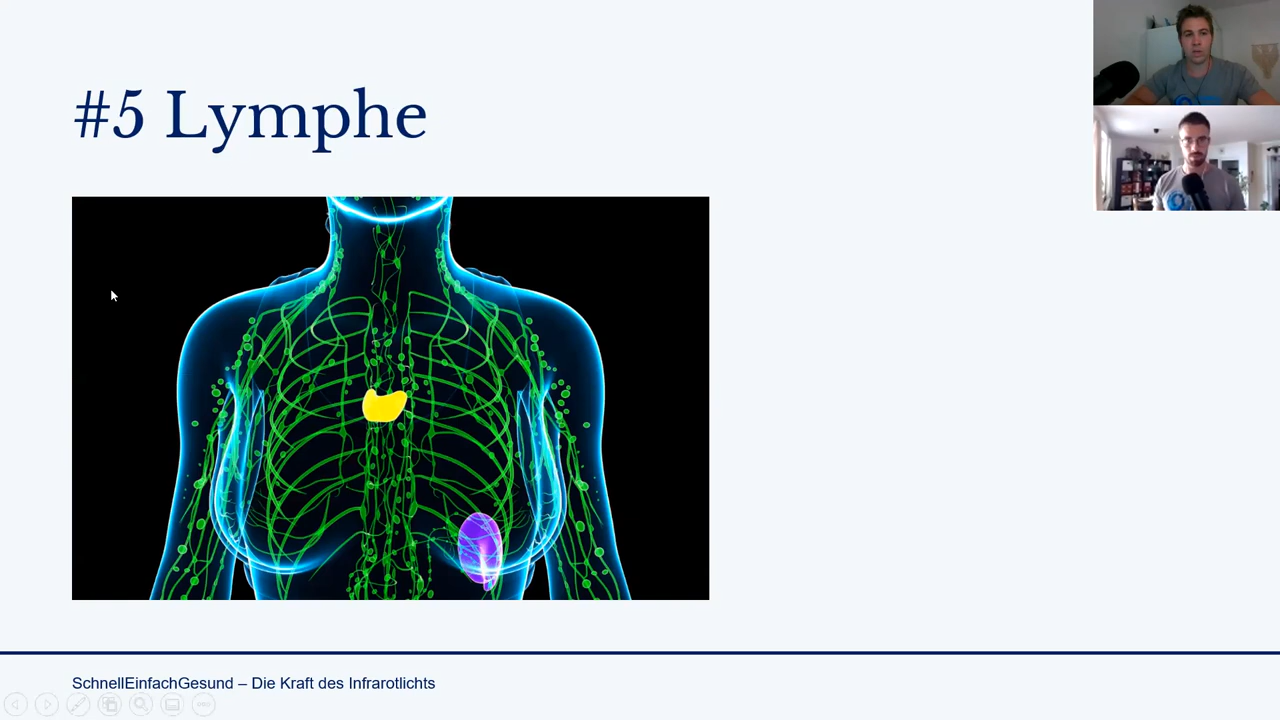 #5 Lymphe
SchnellEinfachGesund – Die Kraft des Infrarotlichts